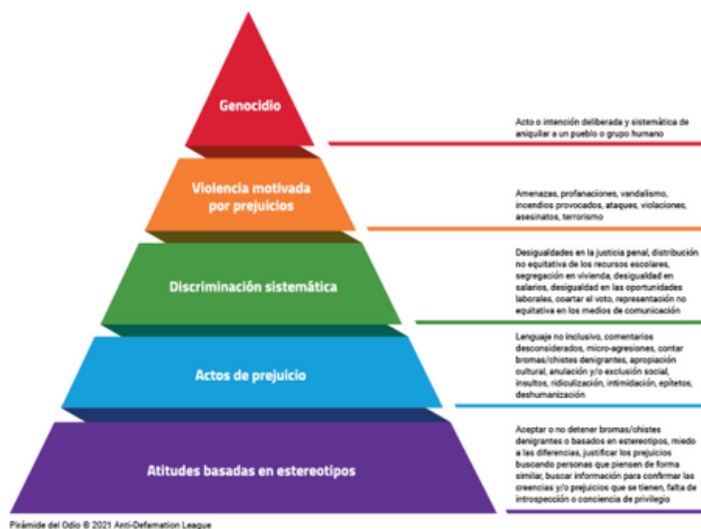 Genocidio
Acto o intención deliberada y sistemática de
aniquilar a un pueblo o grupo humano
Violencia motivada
por prejuicios
Amenazas, profanaciones, vandalismo,
incendios provocados, ataques, violaciones,
asesinatos, terrorismo
Discriminación sistemática
Desigualdades en la justicia penal, distribución
no equitativa de los recursos escolares,
segregación en vivienda, desigualdad en
salarios, desigualdad en las oportunidades
laborales, coartar el voto, representación no
equitativa en los medios de comunicación
Actos de prejuicio
Lenguaje no inclusivo, comentarios
desconsiderados, micro-agresiones, contar
bromas/chistes denigrantes, apropiación
cultural, anulación y/o exclusión social,
insultos, ridiculización, intimidación, epítetos,
deshumanización
Atitudes basadas en estereotipos
Aceptar o no detener bromas/chistes
denigrantes o basados en estereotipos, miedo
a las diferencias, justificar los prejuicios
buscando personas que piensen de forma
similar, buscar información para confirmar las
creencias y/o prejuicios que se tienen, falta de
introspección o conciencia de privilegio
Pirámide del Odio © 2021 Anti-Defamation League